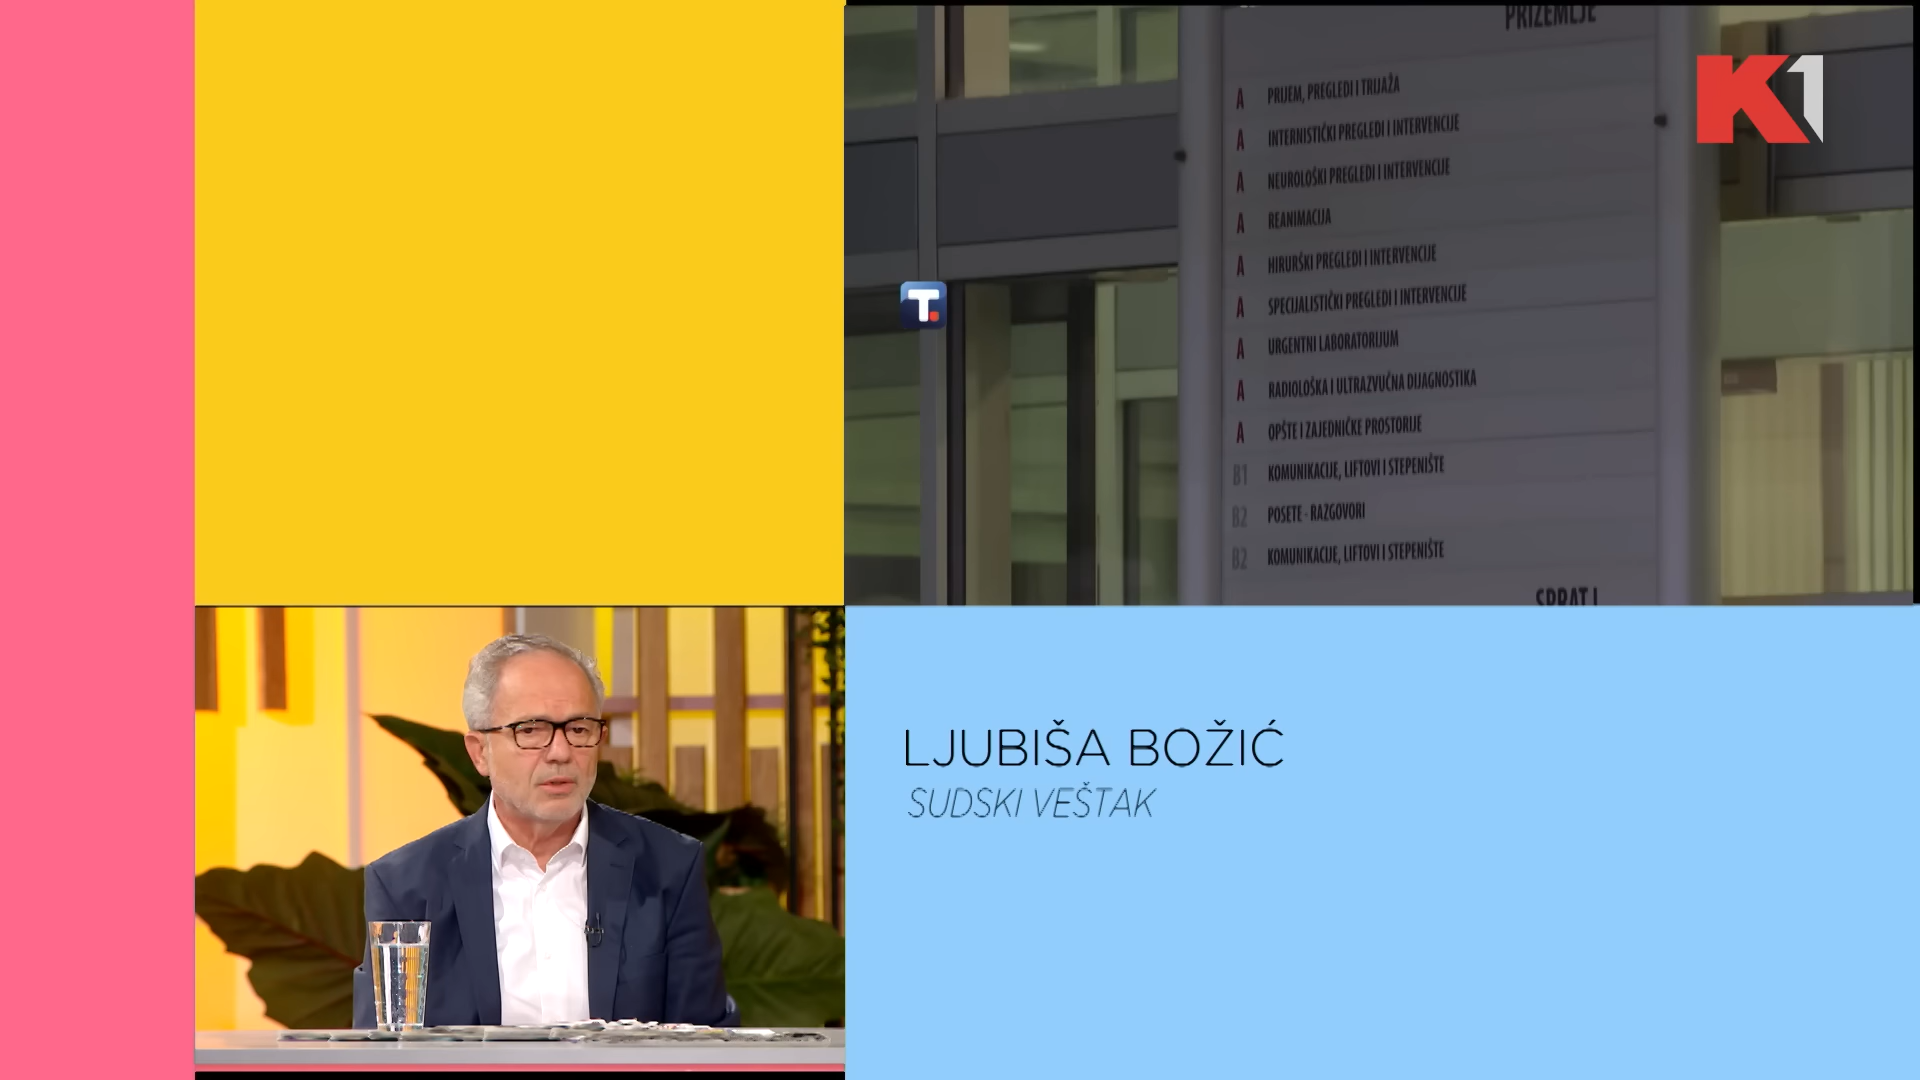 PRIZEMLJE
K1
A PRIJEM, PREGLEDI I TRIJAŽA
A INTERNISTIČKI PREGLEDI I INTERVENCIJE
A NEUROLOŠKI PREGLEDI I INTERVENCIJE
A REANIMACIJA
A HIRURŠKI PREGLEDI I INTERVENCIJE
A SPECIJALISTIČKI PREGLEDI I INTERVENCIJE
T.
A URGENTNI LABORATORIJUM
A RADIOLOŠKA I ULTRAZVUČNA DIJAGNOSTIKA
A OPŠTE I ZAJEDNIČKE PROSTORIJE
B1 KOMUNIKACIJE, LIFTOVI I STEPENIŠTE
B2 POSETE - RAZGOVORI
B2 KOMUNIKACIJE, LIFTOVI I STEPENIŠTE
SPRAT I
LJUBIŠA BOŽIĆ
SUDSKI VEŠTAK